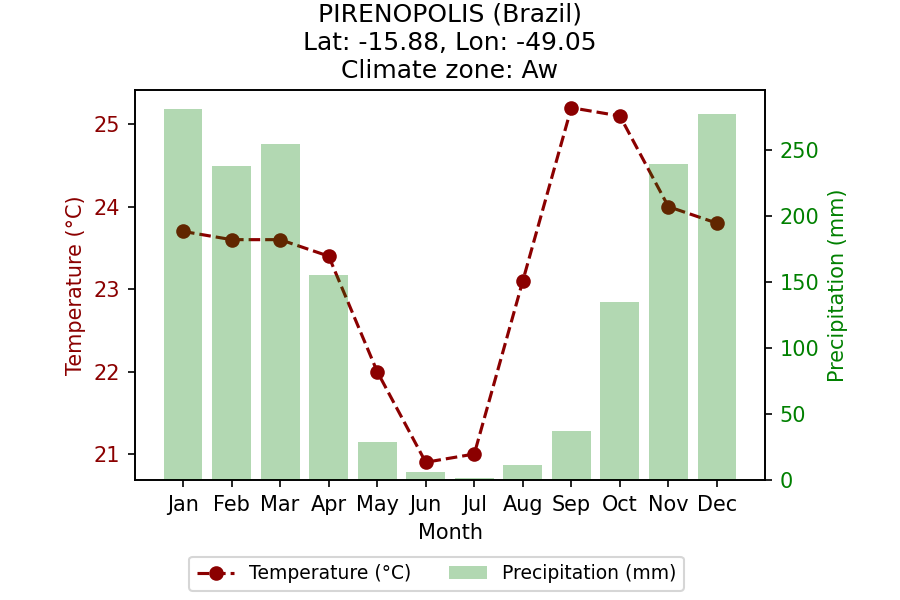 PIRENOPOLIS (Brazil)
Lat: -15.88, Lon: -49.05
Climate zone: Aw
25
24
23
22
21
Temperature (°C)
250
200
150
100
50
0
Precipitation (mm)
Jan Feb Mar Apr May Jun Jul Aug Sep Oct Nov Dec
Month
Temperature (°C) Precipitation (mm)